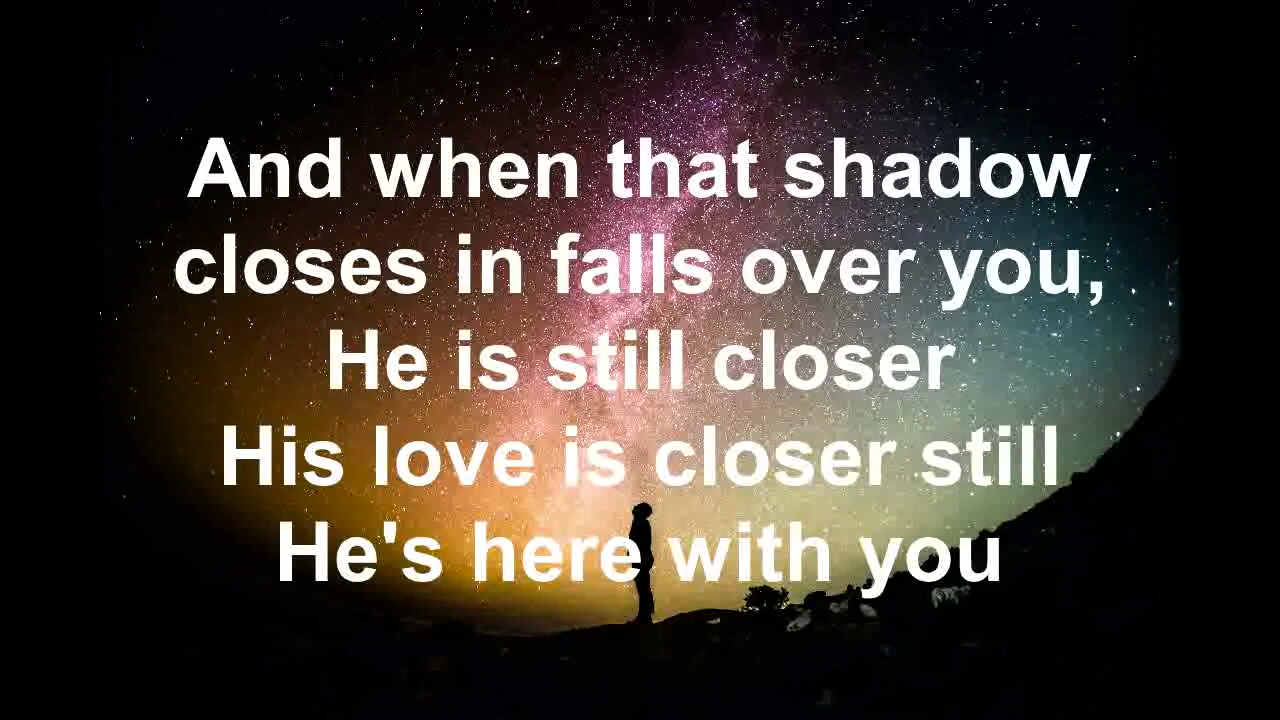 And when that shadow
closes in falls over you,
He is still closer
His love is closer still
He's here with you